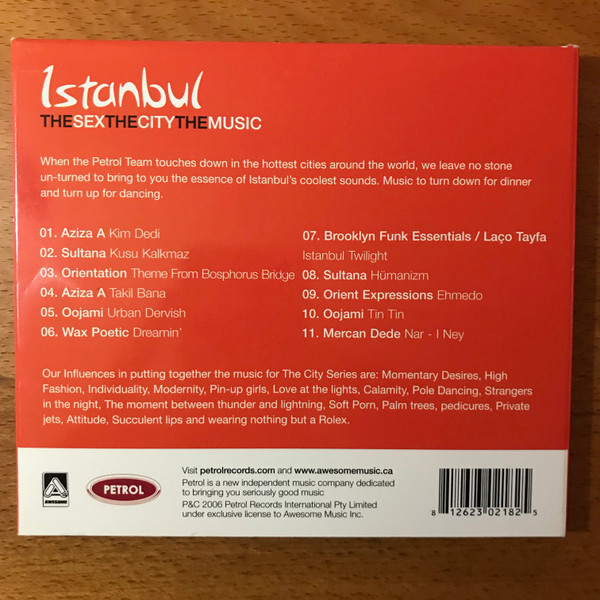 Istanbul
THESEXTHECITYTHEMUSIC
When the Petrol Team touches down in the hottest cities around the world, we leave no stone
un-turned to bring to you the essence of Istanbul's coolest sounds. Music to turn down for dinner
and turn up for dancing.
01. Aziza A Kim Dedi
02. Sultana Kusu Kalkmaz
03. Orientation Theme From Bosphorus Bridge
04. Aziza A Takil Bana
05. Oojami Urban Dervish
06. Wax Poetic Dreamin'
07. Brooklyn Funk Essentials / Laço Tayfa
Istanbul Twilight
08. Sultana Hümanizm
09. Orient Expressions Ehmedo
10. Oojami Tin Tin
11. Mercan Dede Nar - I Ney
Our Influences in putting together the music for The City Series are: Momentary Desires, High
Fashion, Individuality, Modernity, Pin-up girls, Love at the lights, Calamity, Pole Dancing, Strangers
in the night, The moment between thunder and lightning, Soft Porn, Palm trees, pedicures, Private
jets, Attitude, Succulent lips and wearing nothing but a Rolex.
AWESOME
PETROL
Visit petrolrecords.com and www.awesomemusic.ca
Petrol is a new independent music company dedicated
to bringing you seriously good music
P&C 2006 Petrol Records International Pty Limited
under exclusive license to Awesome Music Inc.
8 12623 02182 5